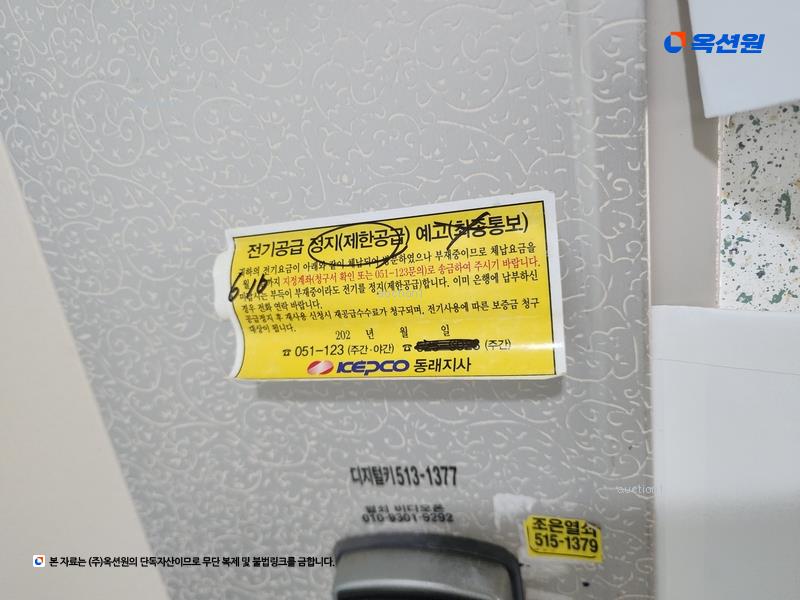 옥션원
전기공급 정지(제한공급) 예고(최종통보)
귀하의 전기요금이 아래와 같이 체납되어 방문하였으나 부재중이므로 체납요금을
6.16
월 일까지 지정계좌(청구서 확인 또는 051-123문의)로 송금하여 주시기 바랍니다.
부득이 부재중이라도 전기를 정지(제한공급)합니다. 이미 은행에 납부하신
경우 전화 연락 바랍니다.
공급정지 후 재사용 신청시 재공급수수료가 청구되며, 전기사용에 따른 보증금 청구
대상이 됩니다.
202 년 월 일
☎ 051-123 (주간·야간) ☎ (주간)
KEPCO 동래지사
디지털키 513-1377
010-9301-9292
조은열쇠
515-1379
auction1
본 자료는 (주)옥션원의 단독자산이므로 무단 복제 및 불법링크를 금합니다.